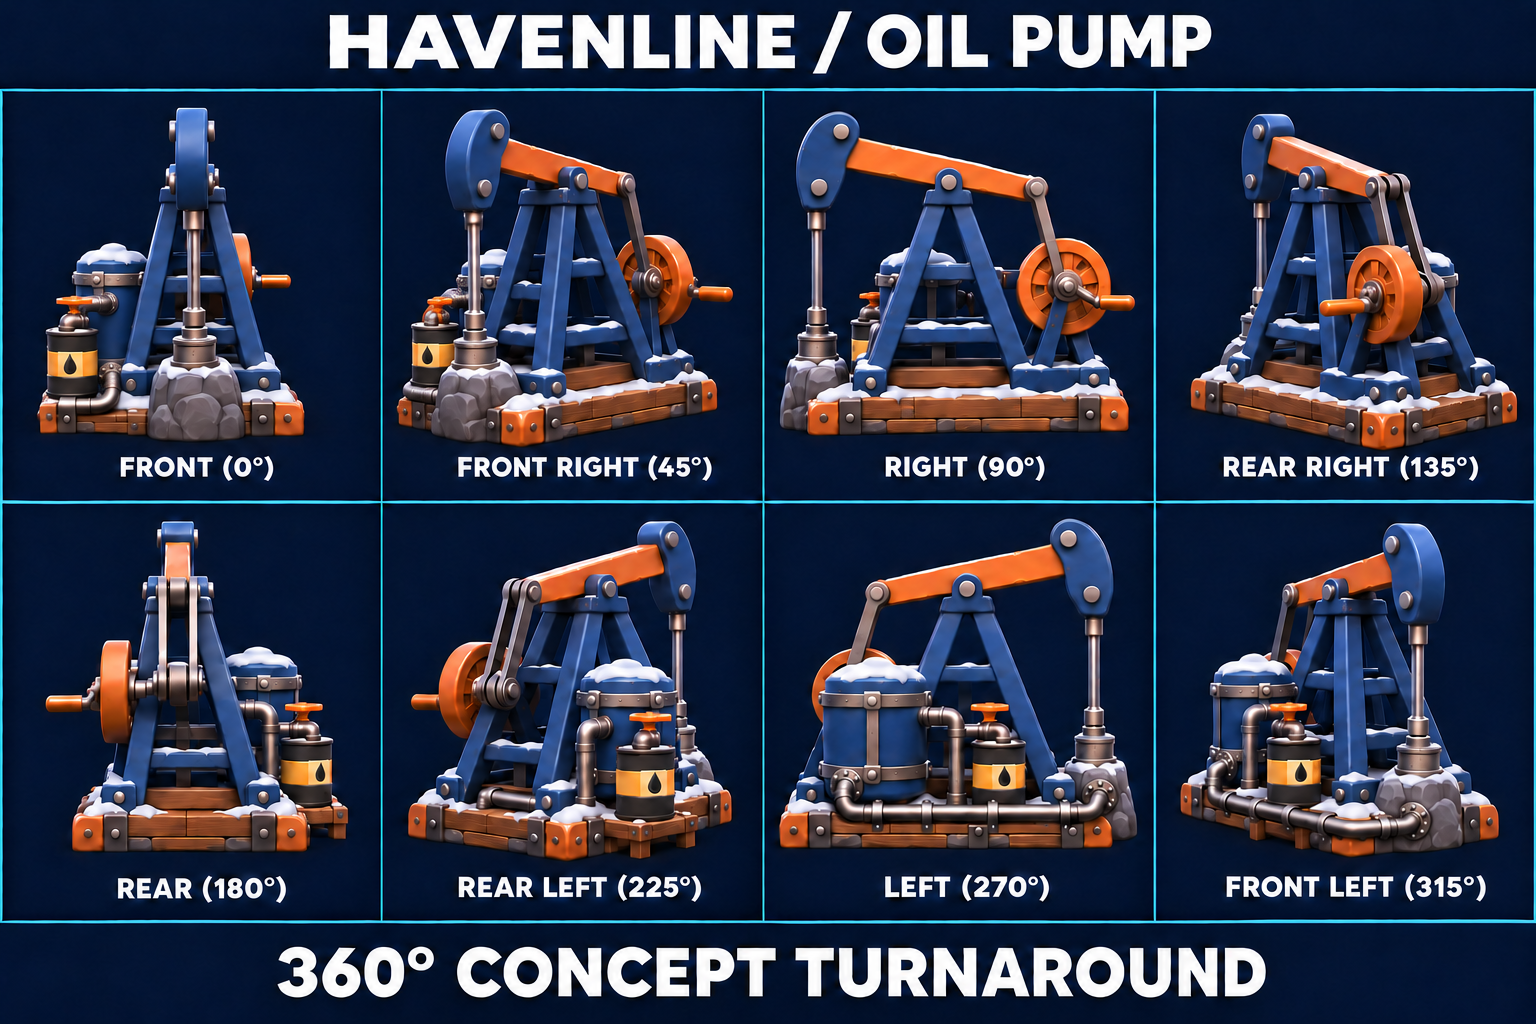 HAVENLINE / OIL PUMP
FRONT (0°)
FRONT RIGHT (45°)
RIGHT (90°)
REAR RIGHT (135°)
REAR (180°)
REAR LEFT (225°)
LEFT (270°)
FRONT LEFT (315°)
360° CONCEPT TURNAROUND